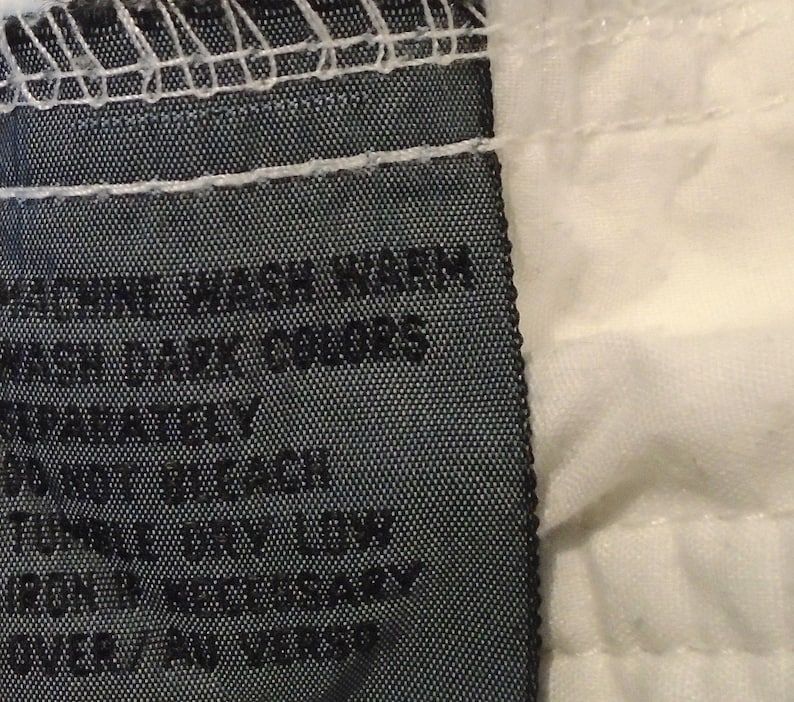 MACHINE WASH WARM
WASH DARK COLORS
SEPARATELY
DO NOT BLEACH
TUMBLE DRY LOW
IRON IF NECESSARY
OVER/AU VERSO